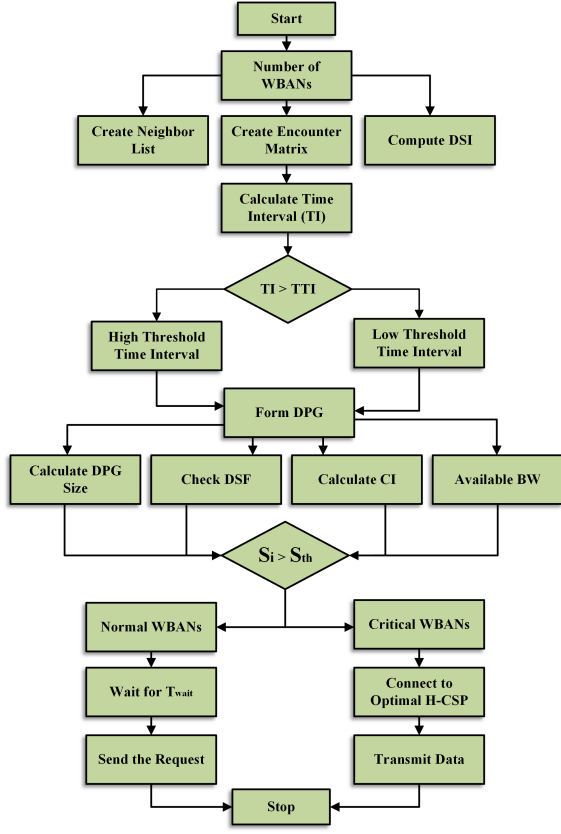 Start
Number of
WBANs
Create Neighbor
List
Create Encounter
Matrix
Compute DSI
Calculate Time
Interval (TI)
TI > TTI
High Threshold
Time Interval
Low Threshold
Time Interval
Form DPG
Calculate DPG
Size
Check DSF
Calculate CI
Available BW
Si > Sth
Normal WBANs
Critical WBANs
Wait for Twait
Connect to
Optimal H-CSP
Send the Request
Transmit Data
Stop